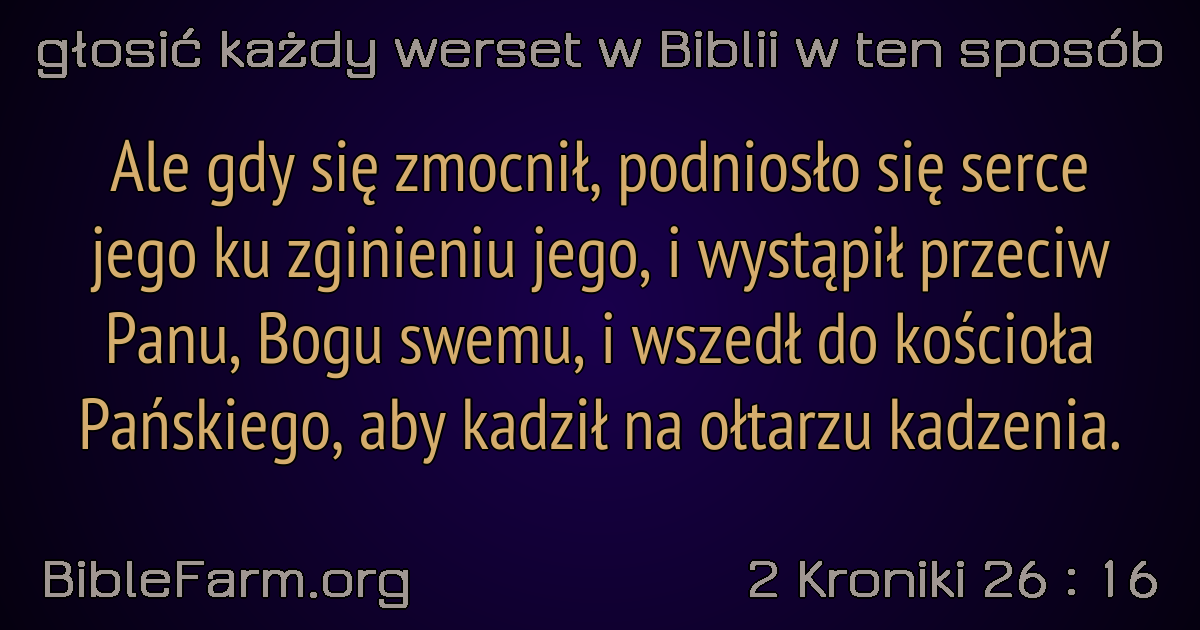 głosić każdy werset w Biblii w ten sposób
Ale gdy się zmocnił, podniosło się serce
jego ku zginieniu jego, i wystąpił przeciw
Panu, Bogu swemu, i wszedł do kościoła
Pańskiego, aby kadził na ołtarzu kadzenia.
BibleFarm.org
2 Kroniki 26 : 16